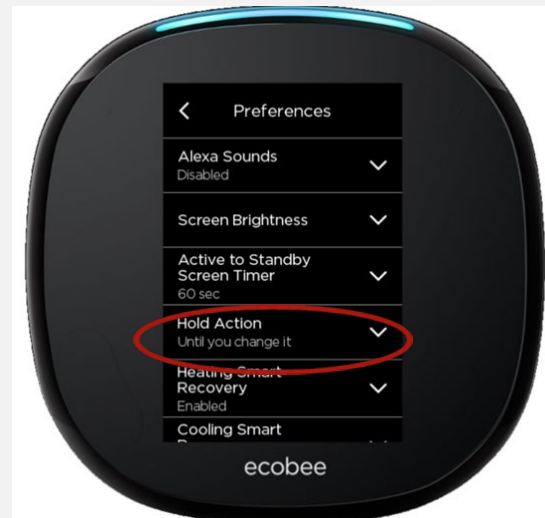 Preferences
Alexa Sounds
Disabled
Screen Brightness
Active to Standby
Screen Timer
60 sec
Hold Action
Until you change it
Heating Smart
Recovery
Enabled
Cooling Smart
ecobee